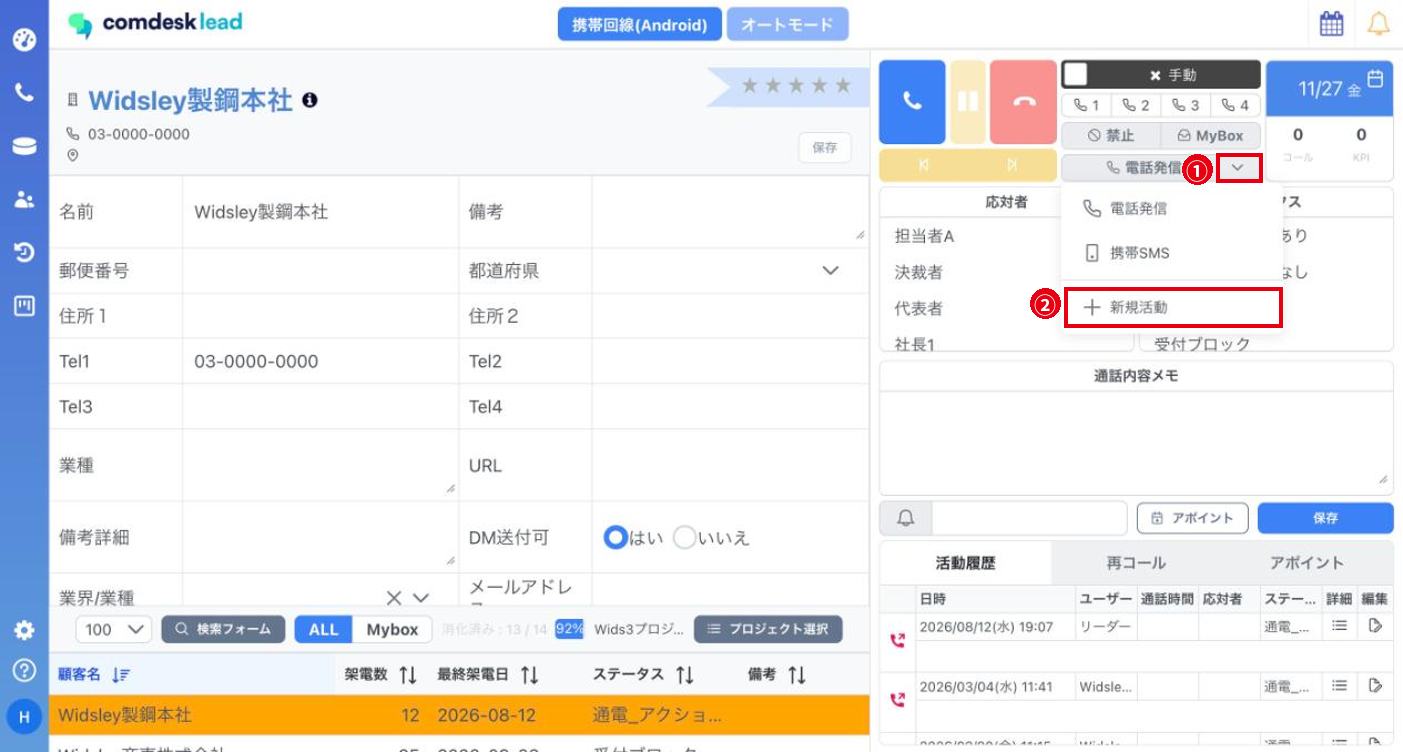 comdesk lead
携帯回線(Android)
オートモード
Widsley製鋼本社
03-0000-0000
保存
名前
Widsley製鋼本社
備考
郵便番号
都道府県
住所1
住所2
Tel1
03-0000-0000
Tel2
Tel3
Tel4
業種
URL
備考詳細
DM送付可
はい
いいえ
業界/業種
メールアドレ
100
検索フォーム
ALL
Mybox
消化済み : 13 / 14
92%
Wids3プロジ...
プロジェクト選択
顧客名
架電数
最終架電日
ステータス
備考
Widsley製鋼本社
12
2026-08-12
通電_アクショ...
手動
1
2
3
4
禁止
MyBox
電話発信
①
11/27 金
0
0
コール
KPI
電話発信
携帯SMS
②
新規活動
応対者
クス
担当者A
あり
決裁者
なし
代表者
社長1
受付ブロック
通話内容メモ
アポイント
保存
活動履歴
再コール
アポイント
日時
ユーザー
通話時間
応対者
ステー...
詳細
編集
2026/08/12(水) 19:07
リーダー
通電_...
2026/03/04(水) 11:41
Widsle...
通電_...
H